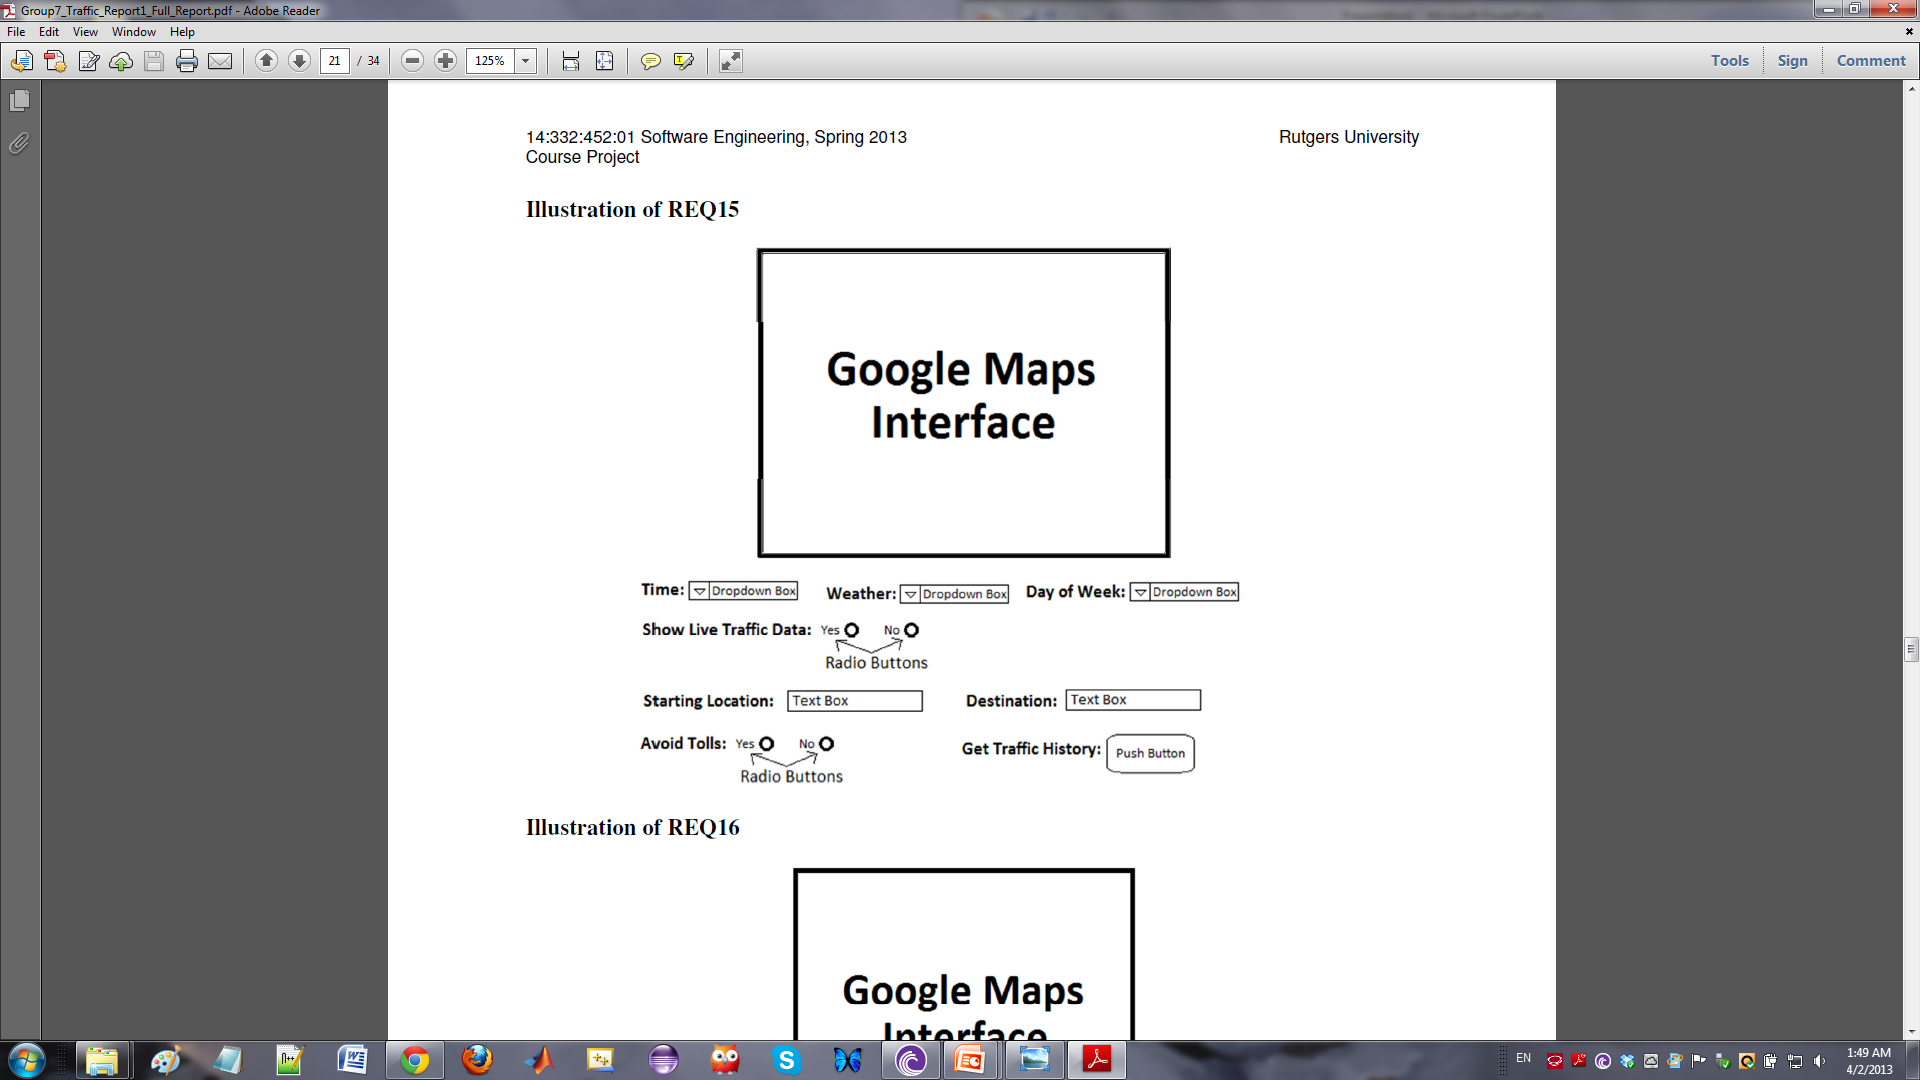 Group7_Traffic_Report1_Full_Report.pdf - Adobe Reader
File Edit View Window Help
21 / 34 125% Tools Sign Comment
14:332:452:01 Software Engineering, Spring 2013 Rutgers University
Course Project
Illustration of REQ15
Google Maps
Interface
Time: Dropdown Box Weather: Dropdown Box Day of Week: Dropdown Box
Show Live Traffic Data: Yes No
Radio Buttons
Starting Location: Text Box Destination: Text Box
Avoid Tolls: Yes No Get Traffic History: Push Button
Radio Buttons
Illustration of REQ16
Google Maps
Interface
EN 1:49 AM
4/2/2013